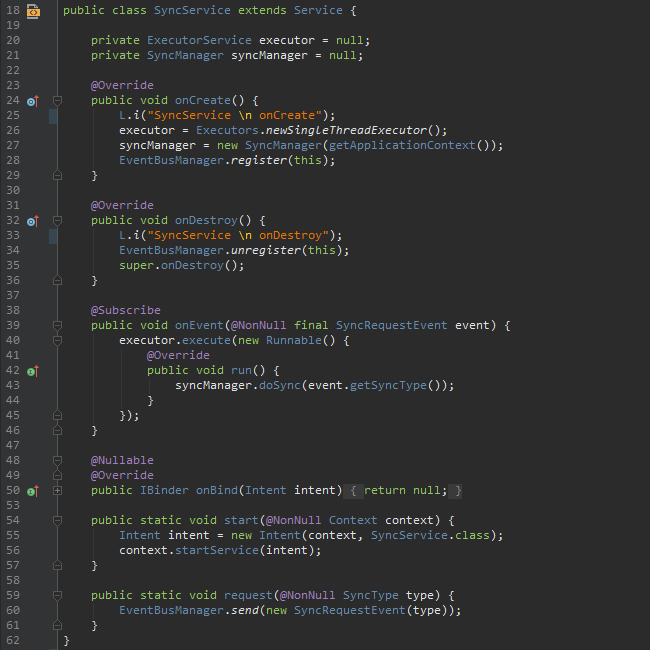 18 public class SyncService extends Service {
19
20     private ExecutorService executor = null;
21     private SyncManager syncManager = null;
22
23     @Override
24     public void onCreate() {
25         L.i("SyncService \n onCreate");
26         executor = Executors.newSingleThreadExecutor();
27         syncManager = new SyncManager(getApplicationContext());
28         EventBusManager.register(this);
29     }
30
31     @Override
32     public void onDestroy() {
33         L.i("SyncService \n onDestroy");
34         EventBusManager.unregister(this);
35         super.onDestroy();
36     }
37
38     @Subscribe
39     public void onEvent(@NonNull final SyncRequestEvent event) {
40         executor.execute(new Runnable() {
41             @Override
42             public void run() {
43                 syncManager.doSync(event.getSyncType());
44             }
45         });
46     }
47
48     @Nullable
49     @Override
50     public IBinder onBind(Intent intent) { return null; }
53
54     public static void start(@NonNull Context context) {
55         Intent intent = new Intent(context, SyncService.class);
56         context.startService(intent);
57     }
58
59     public static void request(@NonNull SyncType type) {
60         EventBusManager.send(new SyncRequestEvent(type));
61     }
62 }